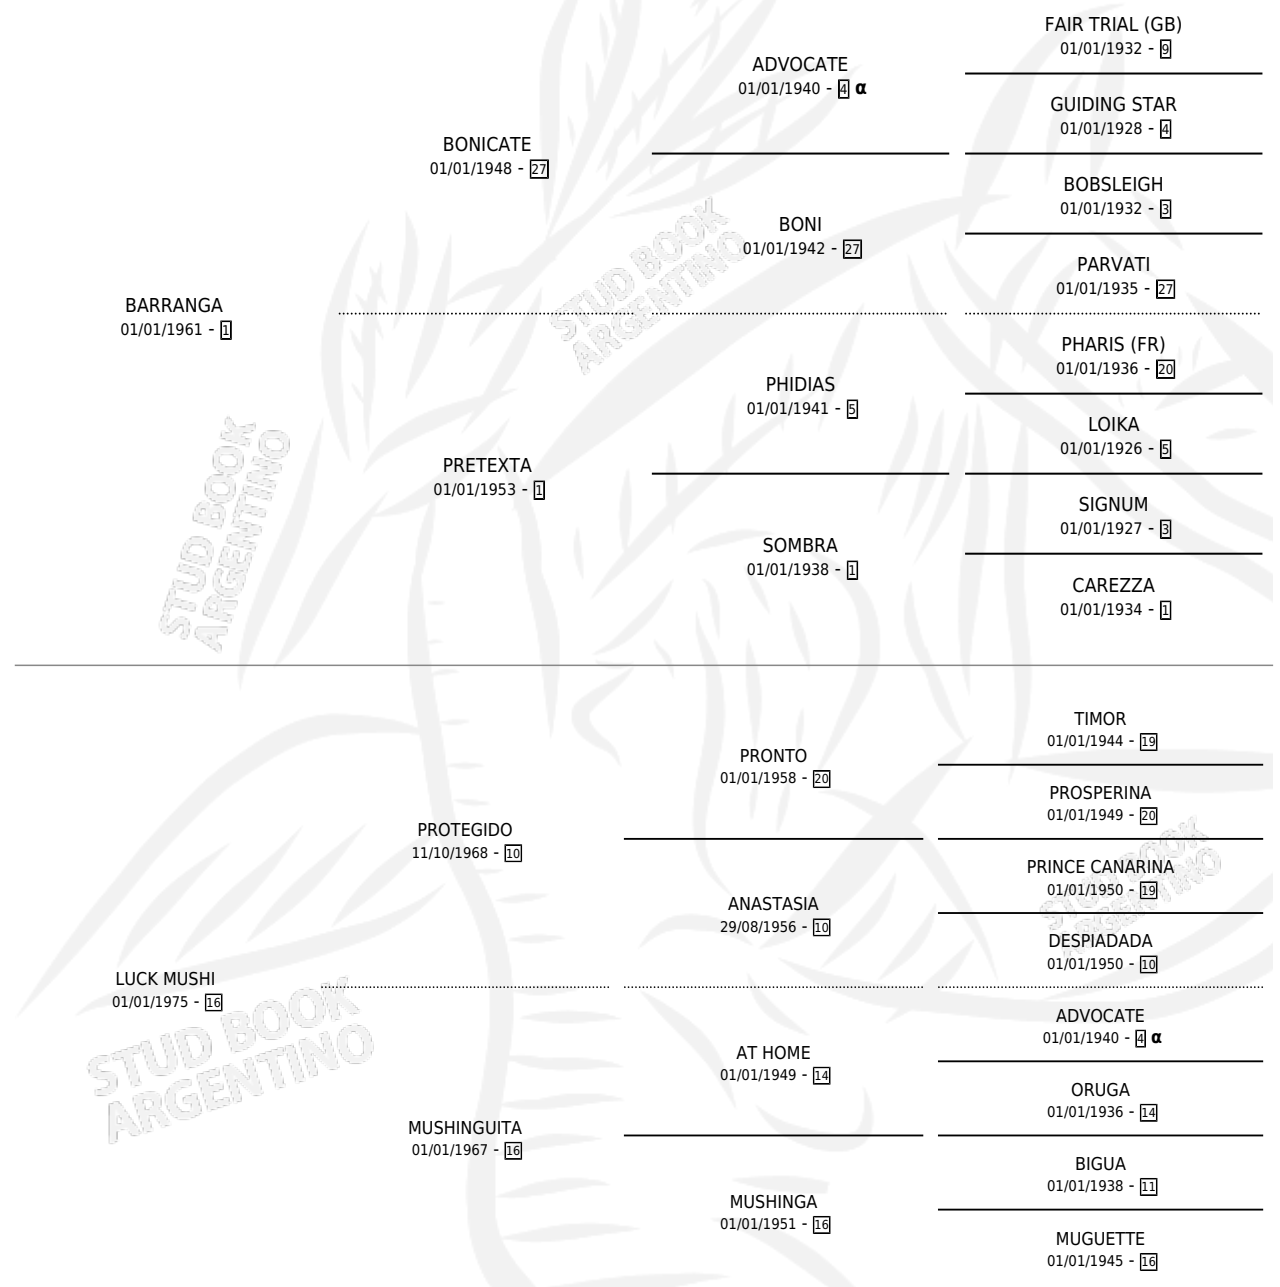 BARRANGA
01/01/1961 - 1
BONICATE
01/01/1948 - 27
PRETEXTA
01/01/1953 - 1
ADVOCATE
01/01/1940 - 4 α
BONI
01/01/1942 - 27
PHIDIAS
01/01/1941 - 5
SOMBRA
01/01/1938 - 1
FAIR TRIAL (GB)
01/01/1932 - 9
GUIDING STAR
01/01/1928 - 4
BOBSLEIGH
01/01/1932 - 3
PARVATI
01/01/1935 - 27
PHARIS (FR)
01/01/1936 - 20
LOIKA
01/01/1926 - 5
SIGNUM
01/01/1927 - 3
CAREZZA
01/01/1934 - 1
STUD BOOK
ARGENTINO
STUD BOOK
ARGENTINO
LUCK MUSHI
01/01/1975 - 16
PROTEGIDO
11/10/1968 - 10
MUSHINGUITA
01/01/1967 - 16
PRONTO
01/01/1958 - 20
ANASTASIA
29/08/1956 - 10
AT HOME
01/01/1949 - 14
MUSHINGA
01/01/1951 - 16
TIMOR
01/01/1944 - 19
PROSPERINA
01/01/1949 - 20
PRINCE CANARINA
01/01/1950 - 19
DESPIADADA
01/01/1950 - 10
ADVOCATE
01/01/1940 - 4 α
ORUGA
01/01/1936 - 14
BIGUA
01/01/1938 - 11
MUGUETTE
01/01/1945 - 16
STUD BOOK
ARGENTINO
STUD BOOK
ARGENTINO